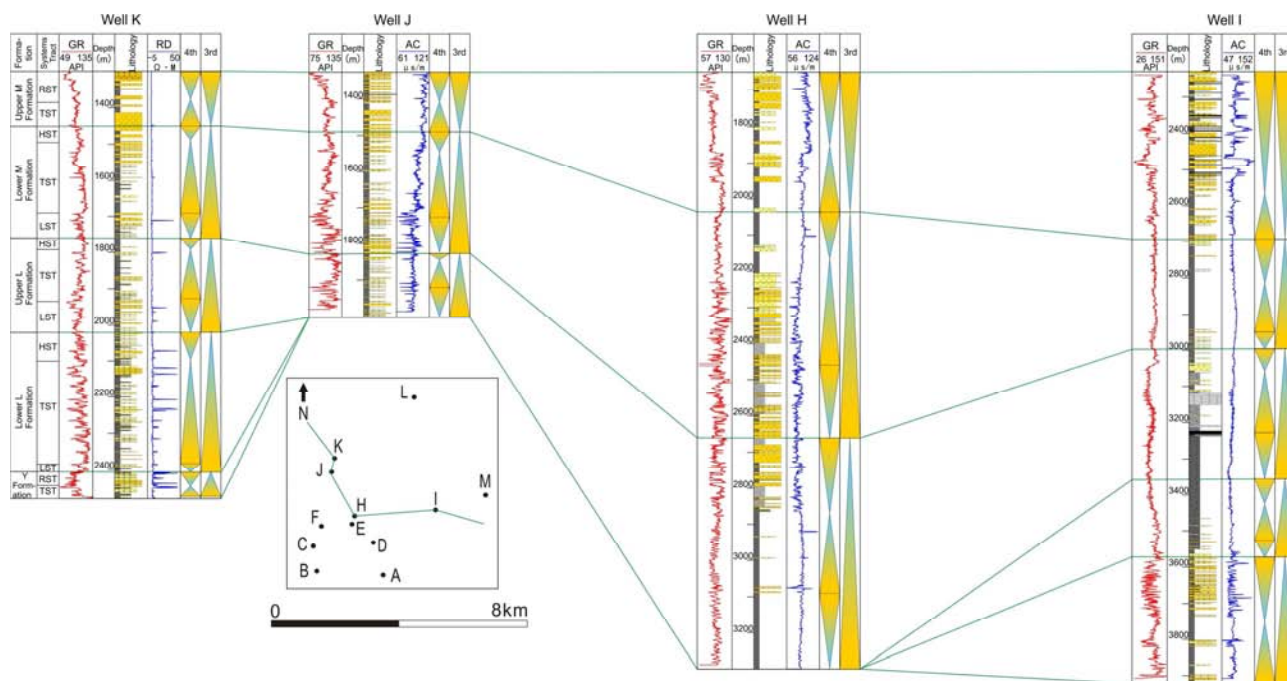 Well K
Well J
Well H
Well I
Forma-
tion
Systems
Tract
GR
49 135
API
Depth
(m)
Lithology
RD
-5 50
Ω - M
4th
3rd
GR
75 135
API
Depth
(m)
Lithology
AC
61 121
μ s/m
4th
3rd
GR
57 130
API
Depth
(m)
Lithology
AC
56 124
μ s/m
4th
3rd
GR
26 151
API
Depth
(m)
Lithology
AC
47 152
μ s/m
4th
3rd
Upper M
Formation
RST
TST
Lower M
Formation
HST
TST
LST
Upper L
Formation
HST
TST
LST
Lower L
Formation
HST
TST
LST
Y
Form-
ation
RST
TST
1400
1600
1800
2000
2200
2400
1400
1600
1800
1800
2000
2200
2400
2600
2800
3000
3200
2400
2600
2800
3000
3200
3400
3600
3800
N
L
K
J
M
H
I
F
E
C
D
B
A
0 8km